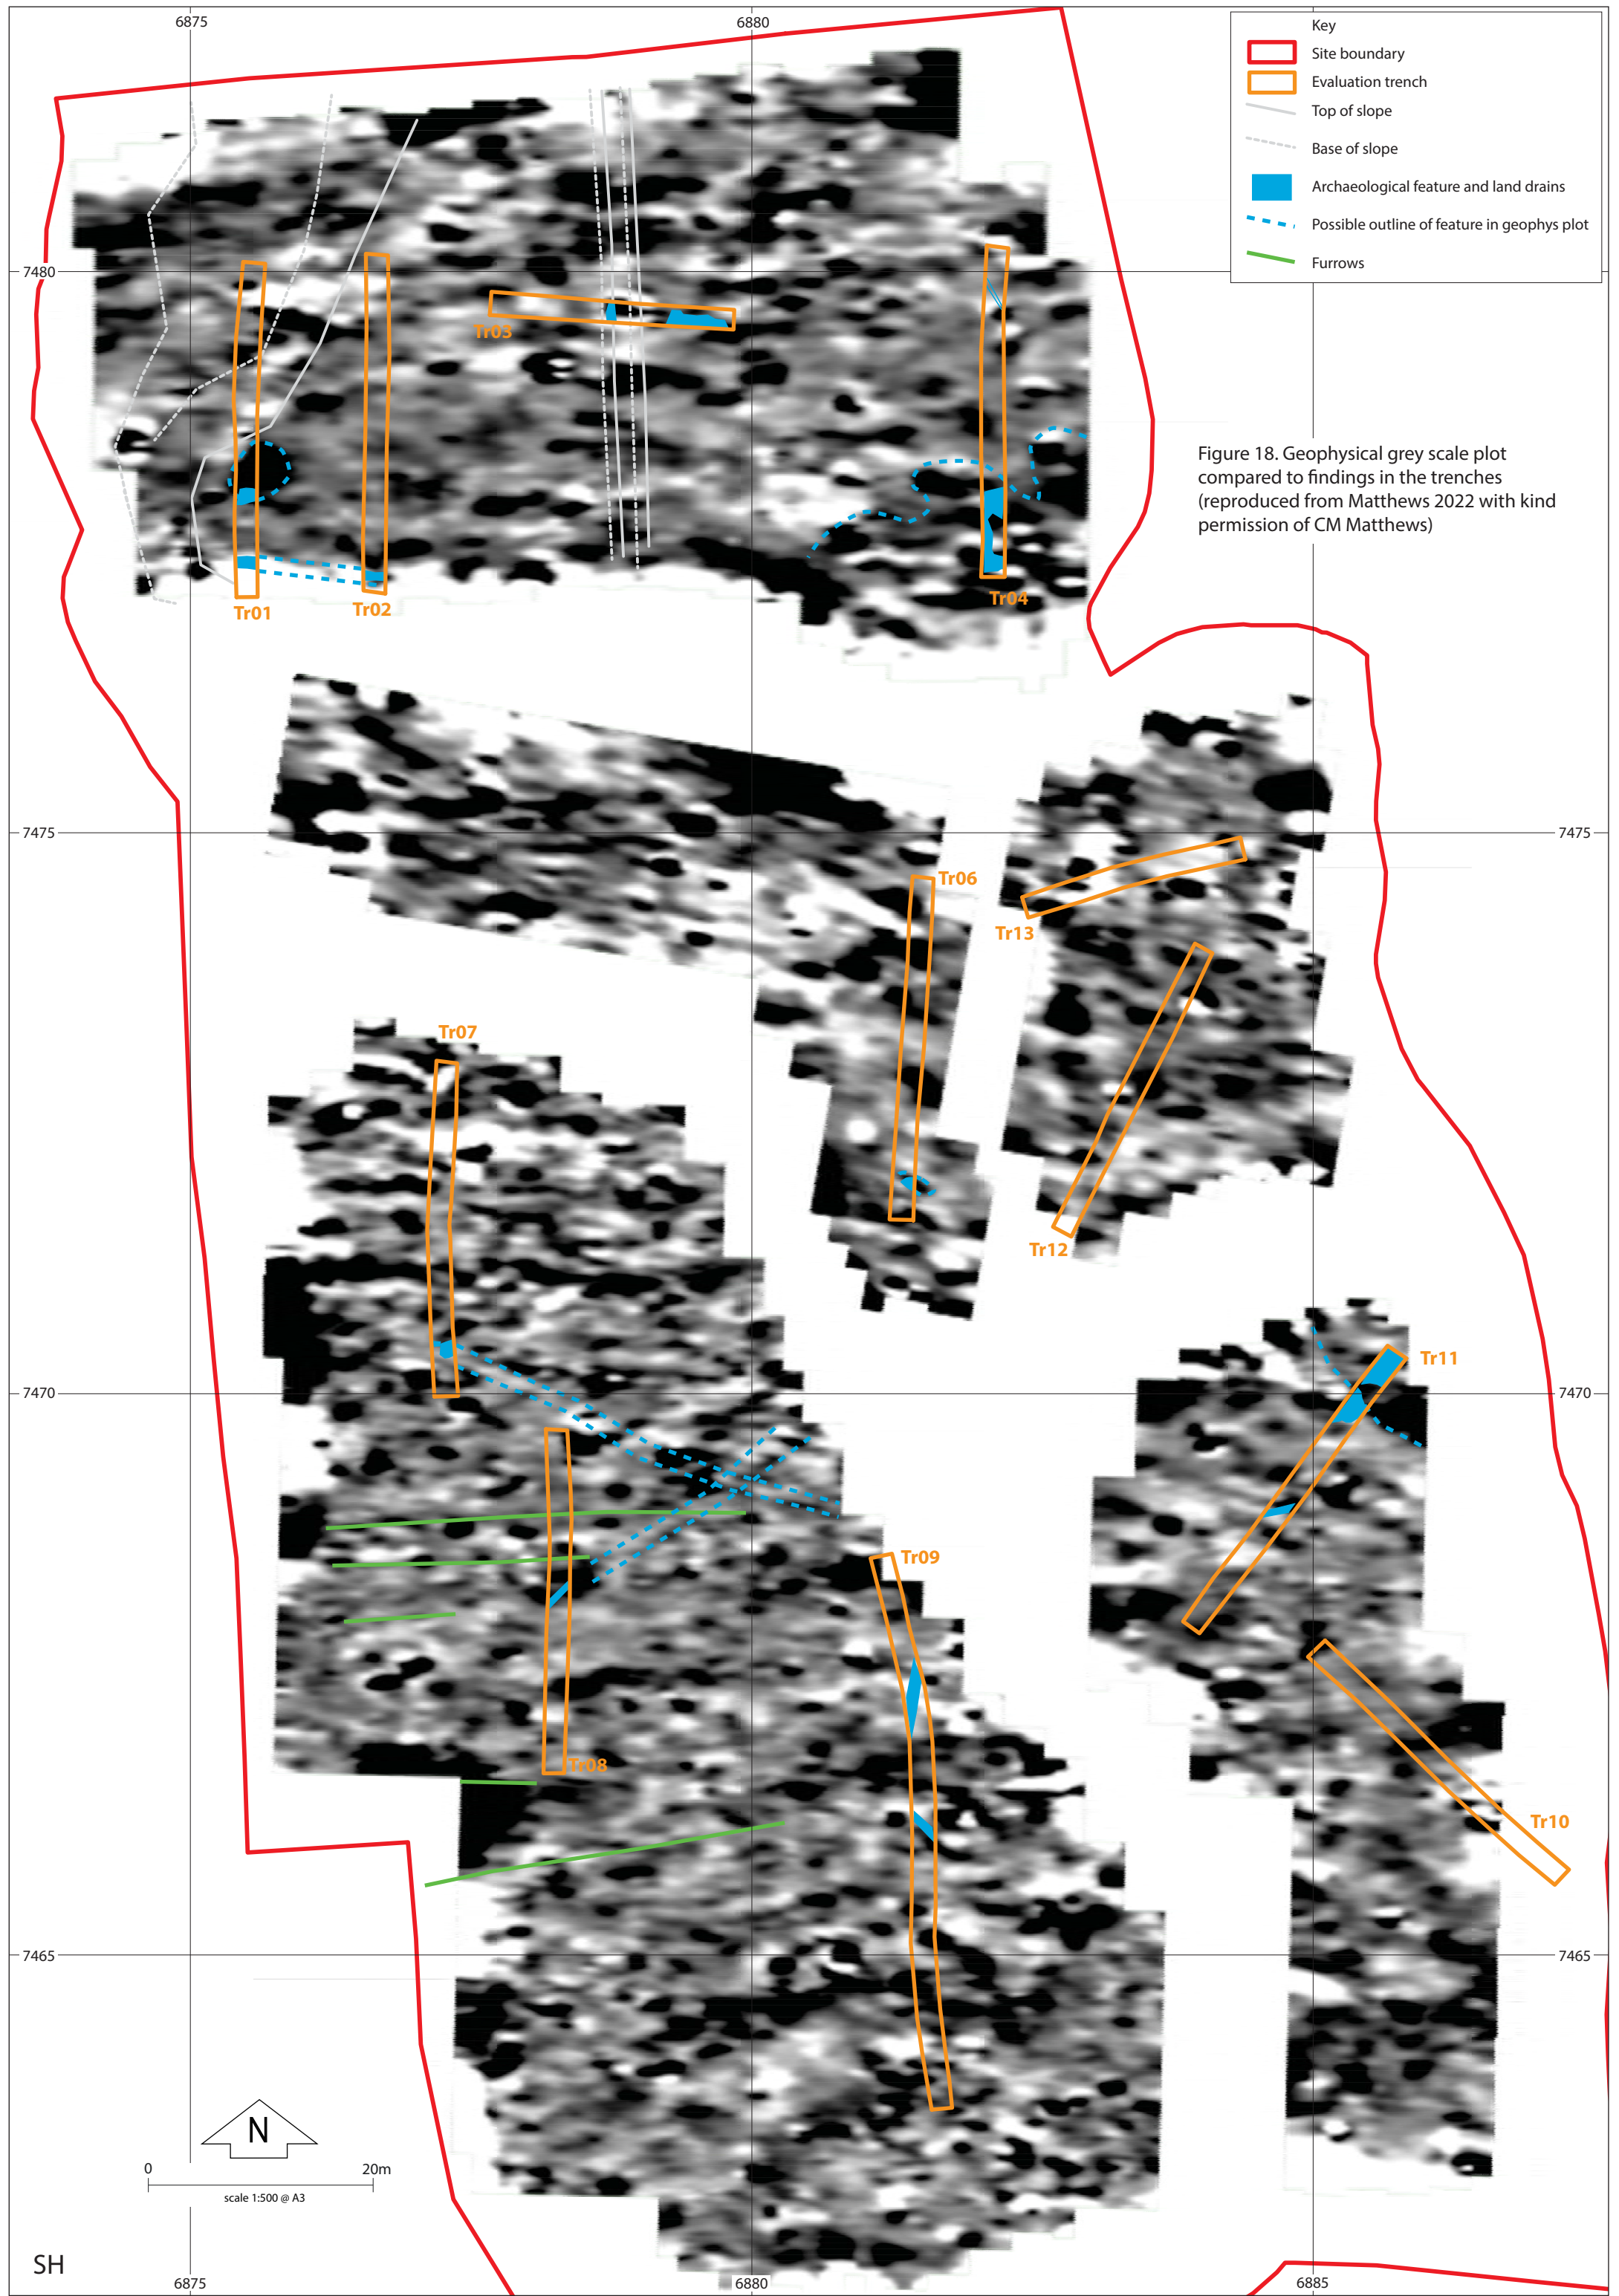 6875
6880
Key
Site boundary
Evaluation trench
Top of slope
Base of slope
Archaeological feature and land drains
Possible outline of feature in geophys plot
Furrows
7480
Tr03
Figure 18. Geophysical grey scale plot
compared to findings in the trenches
(reproduced from Matthews 2022 with kind
permission of CM Matthews)
Tr01
Tr02
Tr04
7475
7475
Tr06
Tr13
Tr07
Tr12
Tr11
7470
7470
Tr09
Tr08
Tr10
7465
7465
N
0
20m
scale 1:500 @ A3
SH
6875
6880
6885